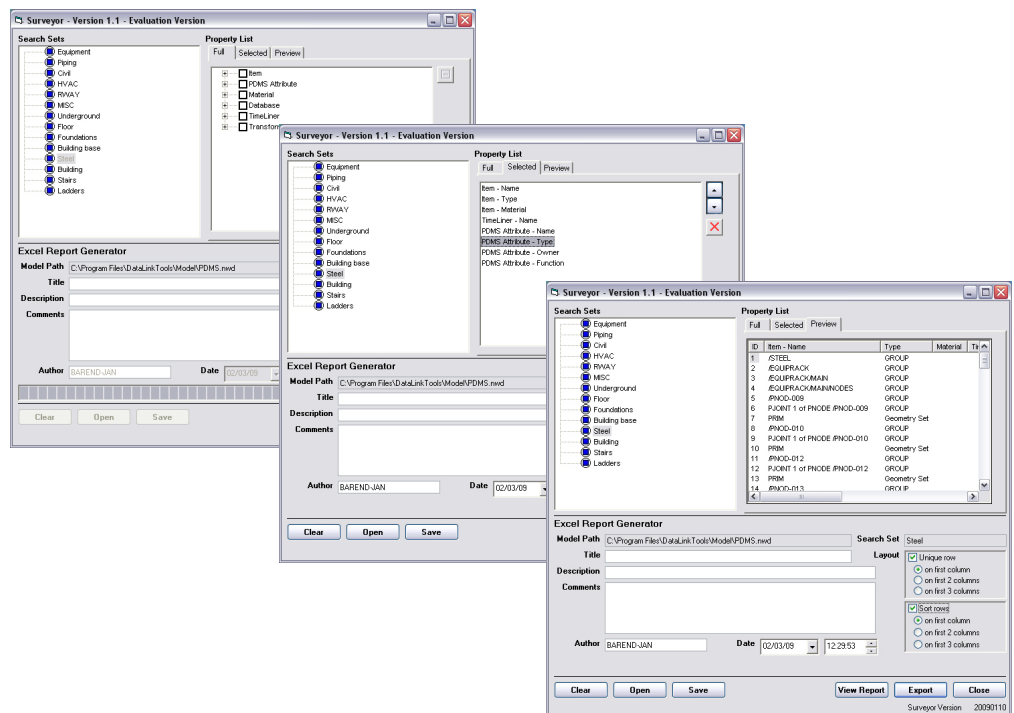 Surveyor - Version 1.1 - Evaluation Version
Search Sets
Equipment
Piping
Civil
HVAC
RWAY
MISC
Underground
Floor
Foundations
Building base
Steel
Building
Stairs
Ladders
Property List
Full Selected Preview
Item
PDMS Attribute
Material
Database
TimeLiner
Transform
Excel Report Generator
Model Path C:\Program Files\DataLinkTools\Model\PDMS.nwd
Title
Description
Comments
Author BAREND-JAN Date 02/03/09
Clear Open Save
Surveyor - Version 1.1 - Evaluation Version
Search Sets
Equipment
Piping
Civil
HVAC
RWAY
MISC
Underground
Floor
Foundations
Building base
Steel
Building
Stairs
Ladders
Property List
Full Selected Preview
Item - Name
Item - Type
Item - Material
TimeLiner - Name
PDMS Attribute - Name
PDMS Attribute - Type
PDMS Attribute - Owner
PDMS Attribute - Function
Excel Report Generator
Model Path C:\Program Files\DataLinkTools\Model\PDMS.nwd
Title
Description
Comments
Author BAREND-JAN Date 02/03/09
Clear Open Save
Surveyor - Version 1.1 - Evaluation Version
Search Sets
Equipment
Piping
Civil
HVAC
RWAY
MISC
Underground
Floor
Foundations
Building base
Steel
Building
Stairs
Ladders
Property List
Full Selected Preview
ID Item - Name Type Material
1 /STEEL GROUP
2 /EQUIPRACK GROUP
3 /EQUIPRACK/MAIN GROUP
4 /EQUIPRACK/MAIN/NODES GROUP
5 /PNOD-009 GROUP
6 PJOINT 1 of PNODE /PNOD-009 GROUP
7 PRIM Geometry Set
8 /PNOD-010 GROUP
9 PJOINT 1 of PNODE /PNOD-010 GROUP
10 PRIM Geometry Set
11 /PNOD-012 GROUP
12 PJOINT 1 of PNODE /PNOD-012 GROUP
13 PRIM Geometry Set
14 /PNOD-013 GROUP
Excel Report Generator
Model Path C:\Program Files\DataLinkTools\Model\PDMS.nwd Search Set Steel
Title Layout Unique row
on first column
Description on first 2 columns
Comments on first 3 columns
Sort rows
on first column
on first 2 columns
Author BAREND-JAN Date 02/03/09 12:29:53 on first 3 columns
Clear Open Save View Report Export Close
Surveyor Version 20090110